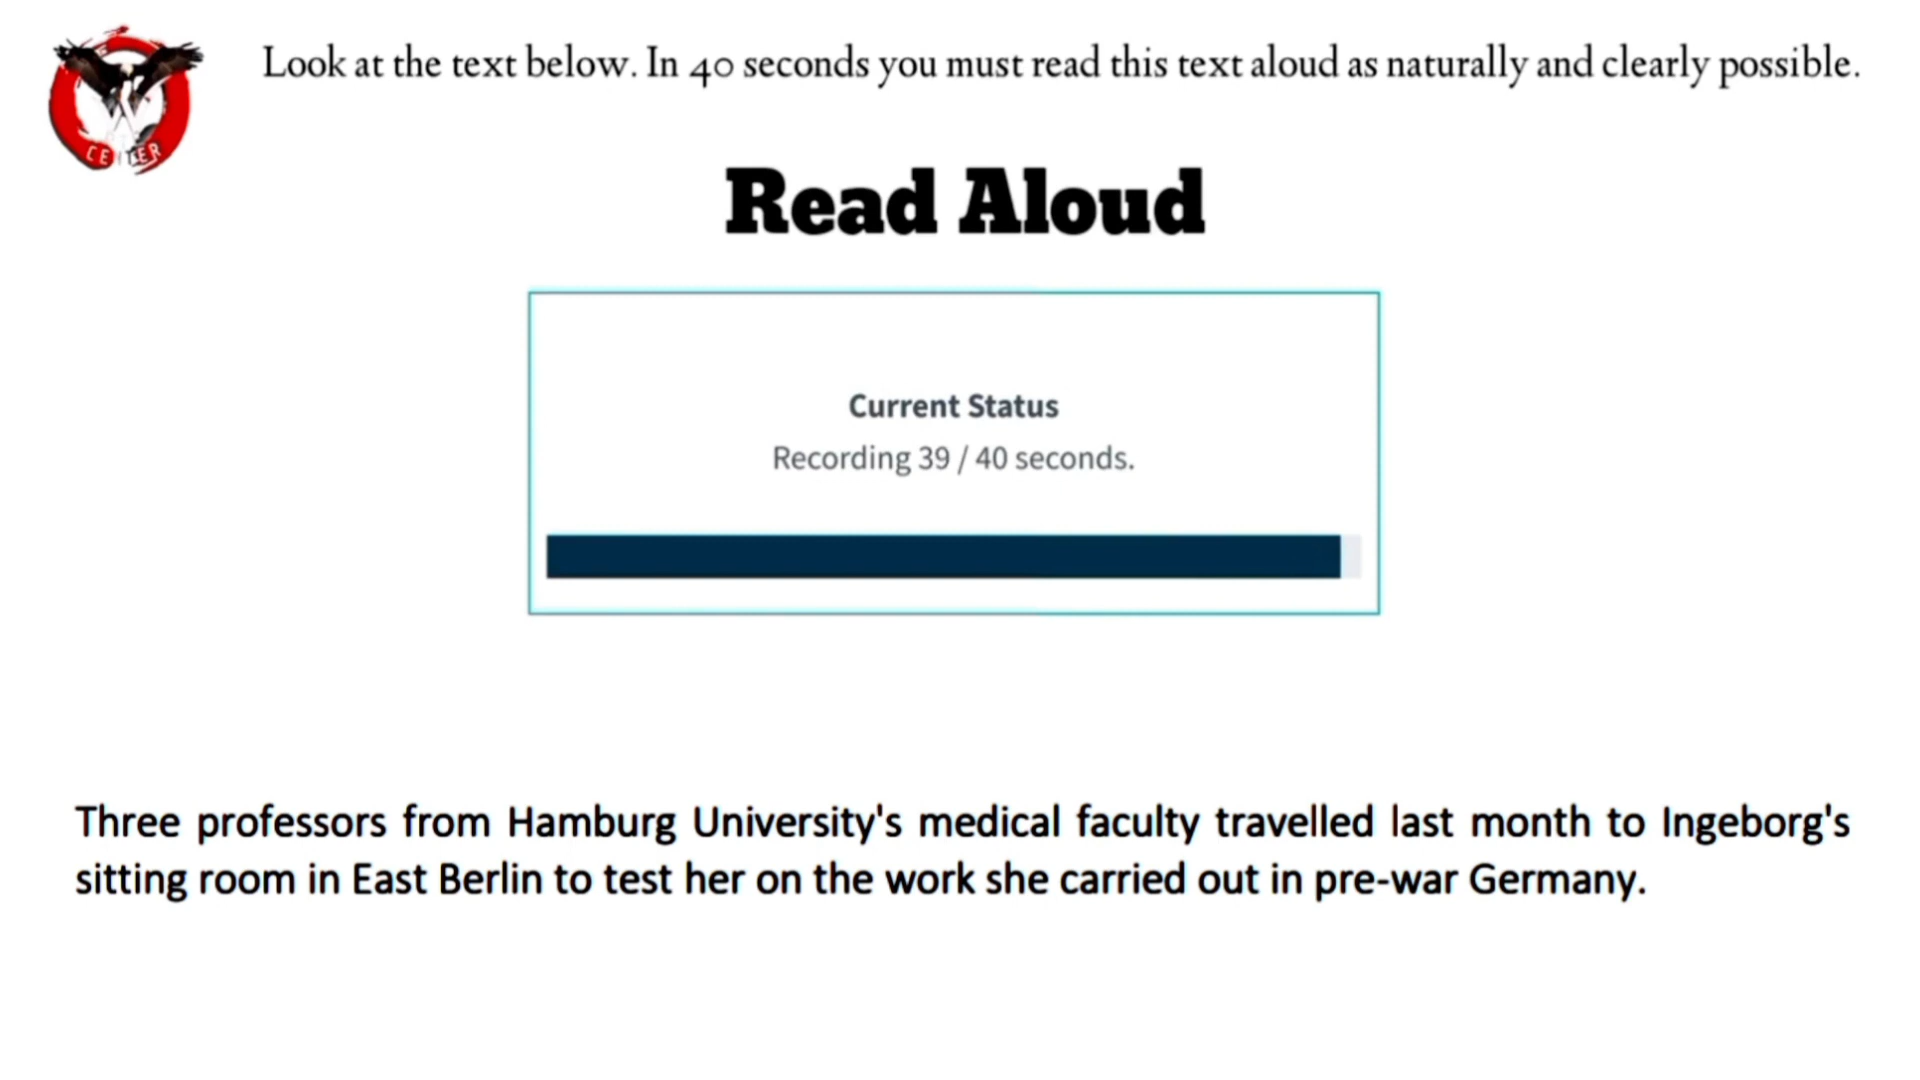 Look at the text below. In 40 seconds you must read this text aloud as naturally and clearly possible.
CENTER
Read Aloud
Current Status
Recording 39 / 40 seconds.
Three professors from Hamburg University's medical faculty travelled last month to Ingeborg's
sitting room in East Berlin to test her on the work she carried out in pre-war Germany.